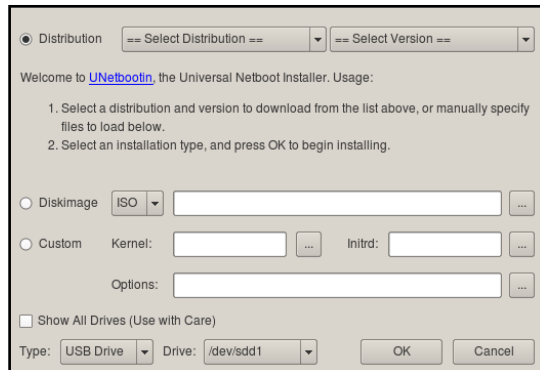 Distribution == Select Distribution == == Select Version ==
Welcome to UNetbootin, the Universal Netboot Installer. Usage:
1. Select a distribution and version to download from the list above, or manually specify
files to load below.
2. Select an installation type, and press OK to begin installing.
Diskimage ISO ...
Custom Kernel: ... Initrd: ...
Options: ...
Show All Drives (Use with Care)
Type: USB Drive Drive: /dev/sdd1 OK Cancel